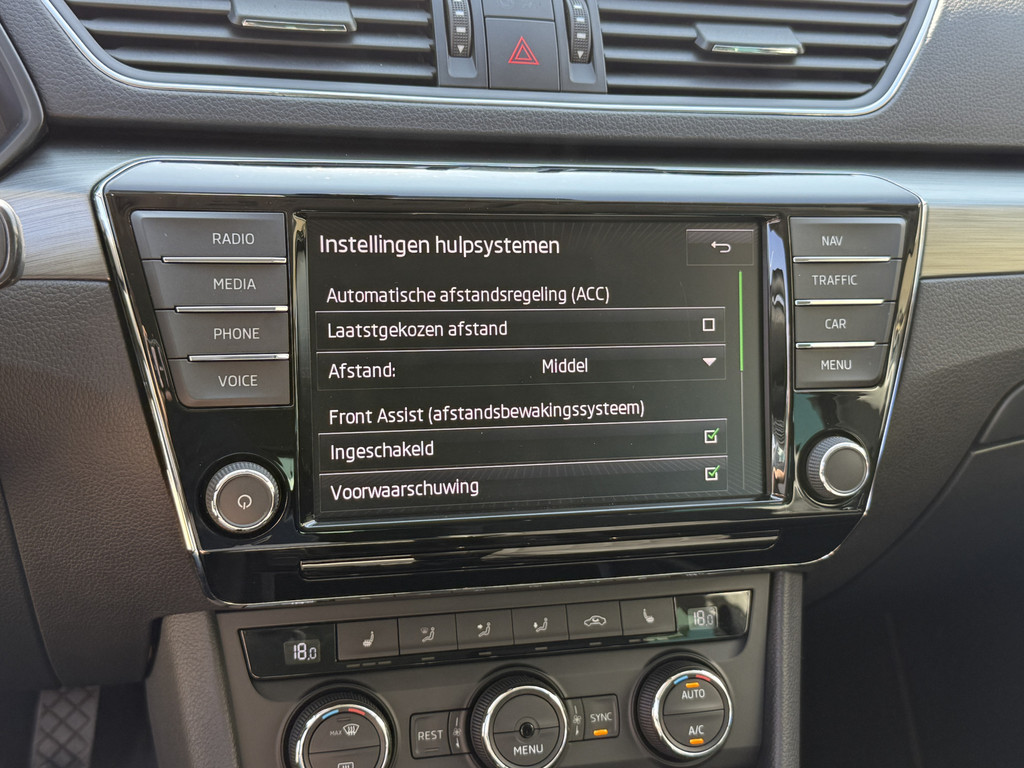 RADIO
MEDIA
PHONE
VOICE
Instellingen hulpsystemen
Automatische afstandsregeling (ACC)
Laatstgekozen afstand
Afstand: Middel
Front Assist (afstandsbewakingssysteem)
Ingeschakeld
Voorwaarschuwing
NAV
TRAFFIC
CAR
MENU
18.0
18.0
MAX
REST
MENU
SYNC
AUTO
A/C